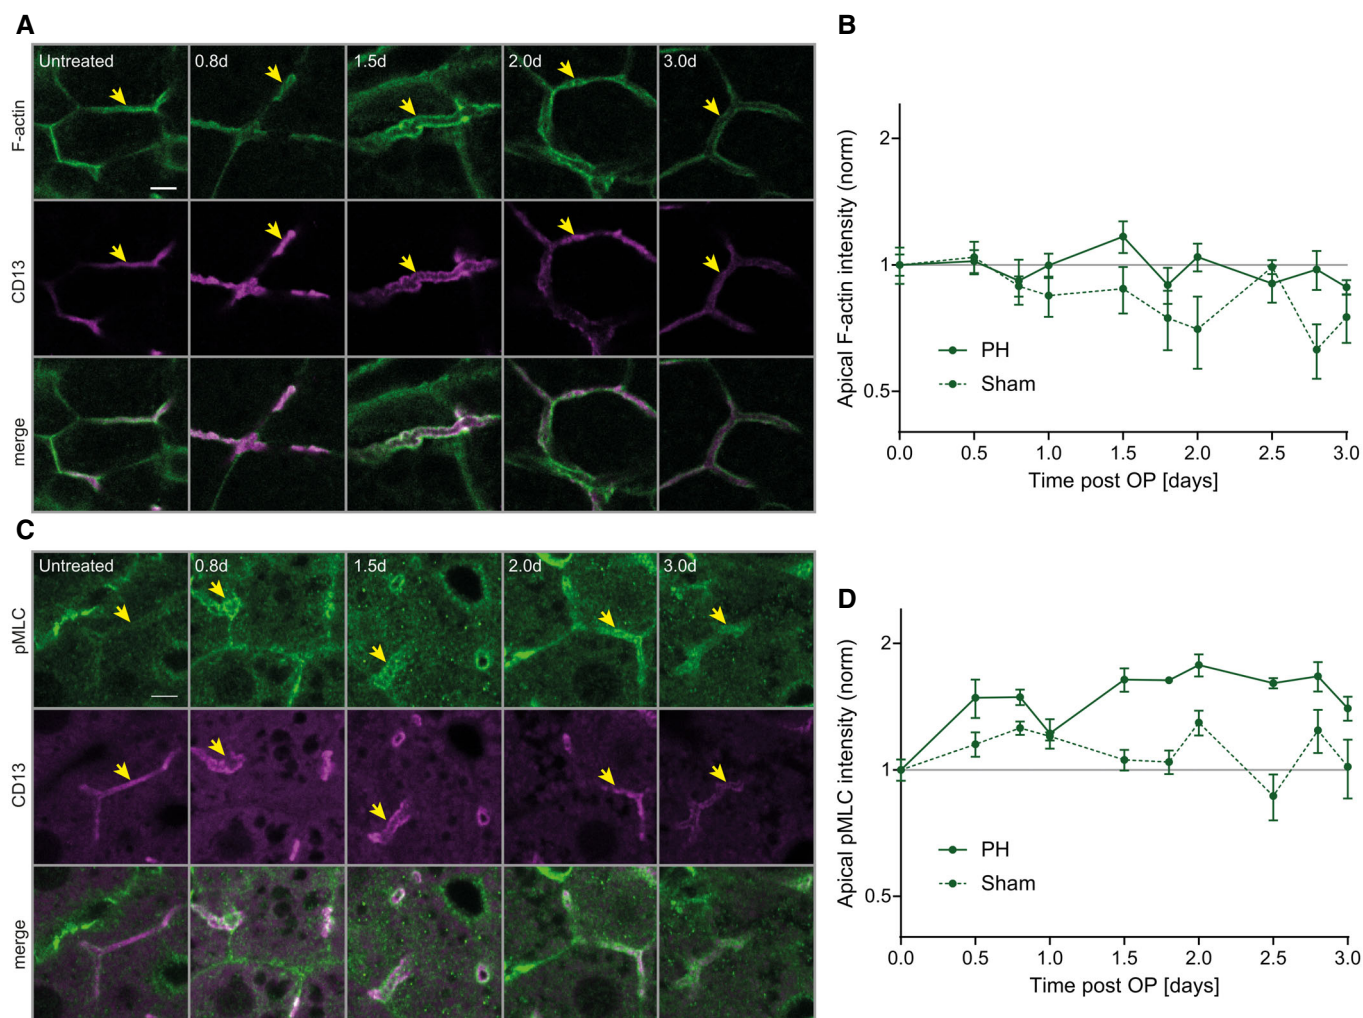 A
Untreated 0.8d 1.5d 2.0d 3.0d
F-actin
CD13
merge
B
Apical F-actin intensity (norm)
2
1
0.5
PH
Sham
0.0 0.5 1.0 1.5 2.0 2.5 3.0
Time post OP [days]
C
Untreated 0.8d 1.5d 2.0d 3.0d
pMLC
CD13
merge
D
Apical pMLC intensity (norm)
2
1
0.5
PH
Sham
0.0 0.5 1.0 1.5 2.0 2.5 3.0
Time post OP [days]